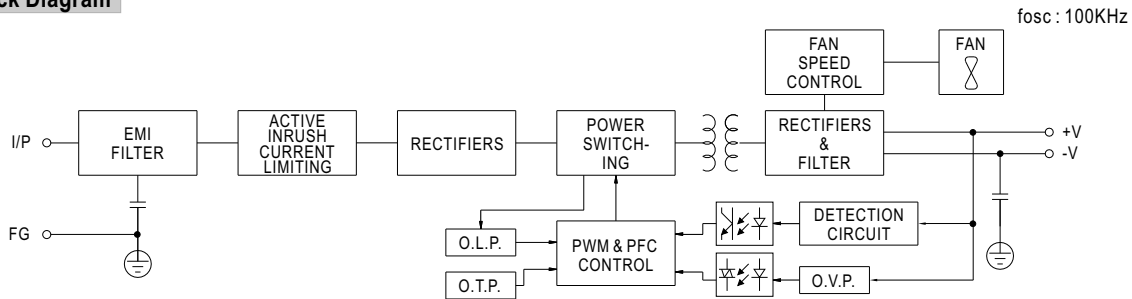 ck Diagram
fosc : 100KHz
FAN
SPEED
CONTROL
FAN
I/P
EMI
FILTER
ACTIVE
INRUSH
CURRENT
LIMITING
RECTIFIERS
POWER
SWITCH-
ING
RECTIFIERS
&
FILTER
+V
-V
FG
O.L.P.
O.T.P.
PWM & PFC
CONTROL
DETECTION
CIRCUIT
O.V.P.